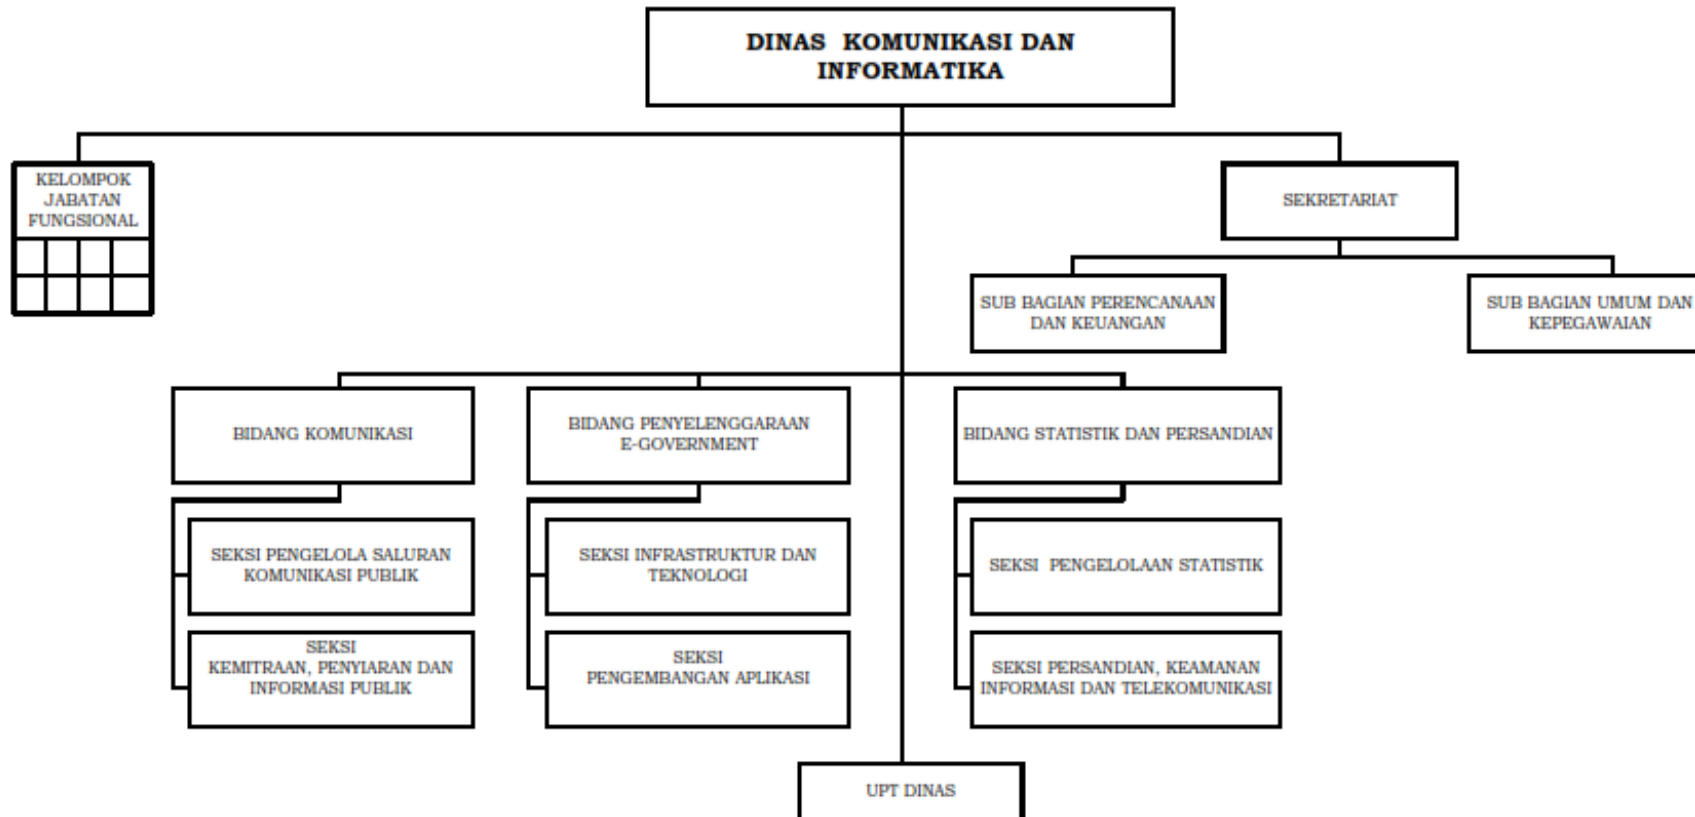 DINAS  KOMUNIKASI DAN
INFORMATIKA
KELOMPOK
JABATAN
FUNGSIONAL
SEKRETARIAT
SUB BAGIAN PERENCANAAN
DAN KEUANGAN
SUB BAGIAN UMUM DAN
KEPEGAWAIAN
BIDANG KOMUNIKASI
BIDANG PENYELENGGARAAN
E-GOVERNMENT
BIDANG STATISTIK DAN PERSANDIAN
SEKSI PENGELOLA SALURAN
KOMUNIKASI PUBLIK
SEKSI INFRASTRUKTUR DAN
TEKNOLOGI
SEKSI  PENGELOLAAN STATISTIK
SEKSI
KEMITRAAN, PENYIARAN DAN
INFORMASI PUBLIK
SEKSI
PENGEMBANGAN APLIKASI
SEKSI PERSANDIAN, KEAMANAN
INFORMASI DAN TELEKOMUNIKASI
UPT DINAS